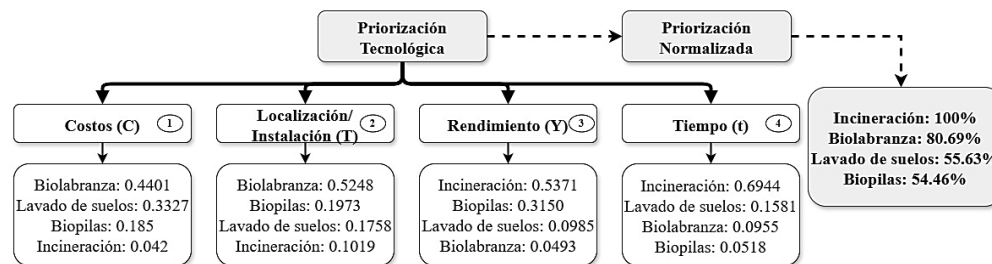 Priorización
Tecnológica
Priorización
Normalizada
Costos (C)
1
Localización/
Instalación (T)
2
Rendimiento (Y)
3
Tiempo (t)
4
Incineración: 100%
Biolabranza: 80.69%
Lavado de suelos: 55.63%
Biopilas: 54.46%
Biolabranza: 0.4401
Lavado de suelos: 0.3327
Biopilas: 0.185
Incineración: 0.042
Biolabranza: 0.5248
Biopilas: 0.1973
Lavado de suelos: 0.1758
Incineración: 0.1019
Incineración: 0.5371
Biopilas: 0.3150
Lavado de suelos: 0.0985
Biolabranza: 0.0493
Incineración: 0.6944
Lavado de suelos: 0.1581
Biolabranza: 0.0955
Biopilas: 0.0518